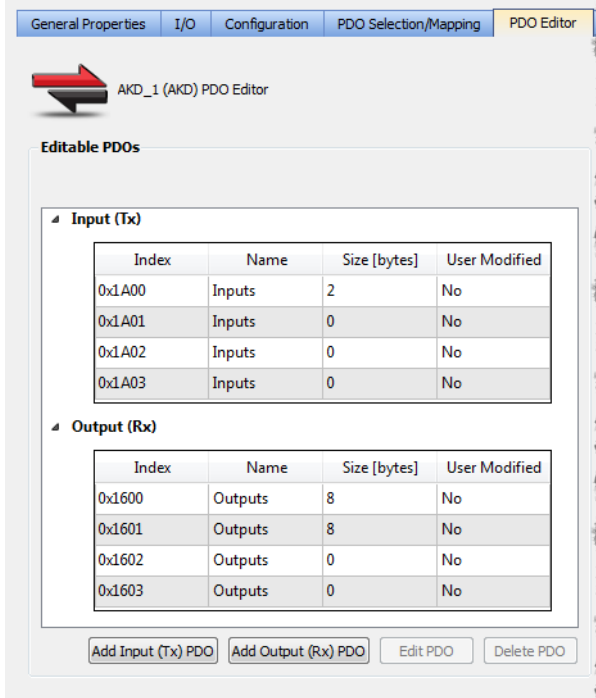 General Properties I/O Configuration PDO Selection/Mapping PDO Editor
AKD_1 (AKD) PDO Editor
Editable PDOs
Input (Tx)
Index Name Size [bytes] User Modified
0x1A00 Inputs 2 No
0x1A01 Inputs 0 No
0x1A02 Inputs 0 No
0x1A03 Inputs 0 No
Output (Rx)
Index Name Size [bytes] User Modified
0x1600 Outputs 8 No
0x1601 Outputs 8 No
0x1602 Outputs 0 No
0x1603 Outputs 0 No
Add Input (Tx) PDO Add Output (Rx) PDO Edit PDO Delete PDO